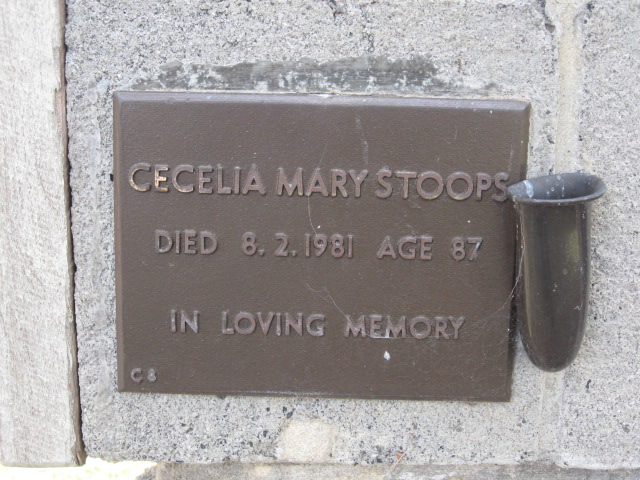 CECELIA MARY STOOPS
DIED 8.2.1981 AGE 87
IN LOVING MEMORY
C8